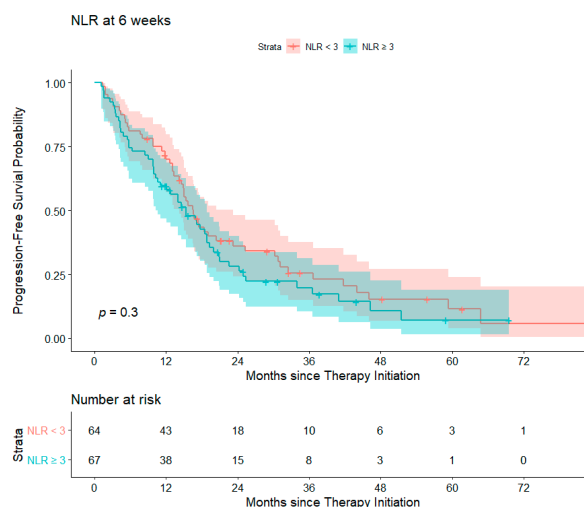 NLR at 6 weeks
Strata NLR < 3 NLR ≥ 3
Progression-Free Survial Probability
1.00
0.75
0.50
0.25
0.00
p = 0.3
0 12 24 36 48 60 72
Months since Therapy Initiation
Number at risk
Strata
NLR < 3 64 43 18 10 6 3 1
NLR ≥ 3 67 38 15 8 3 1 0
0 12 24 36 48 60 72
Months since Therapy Initiation